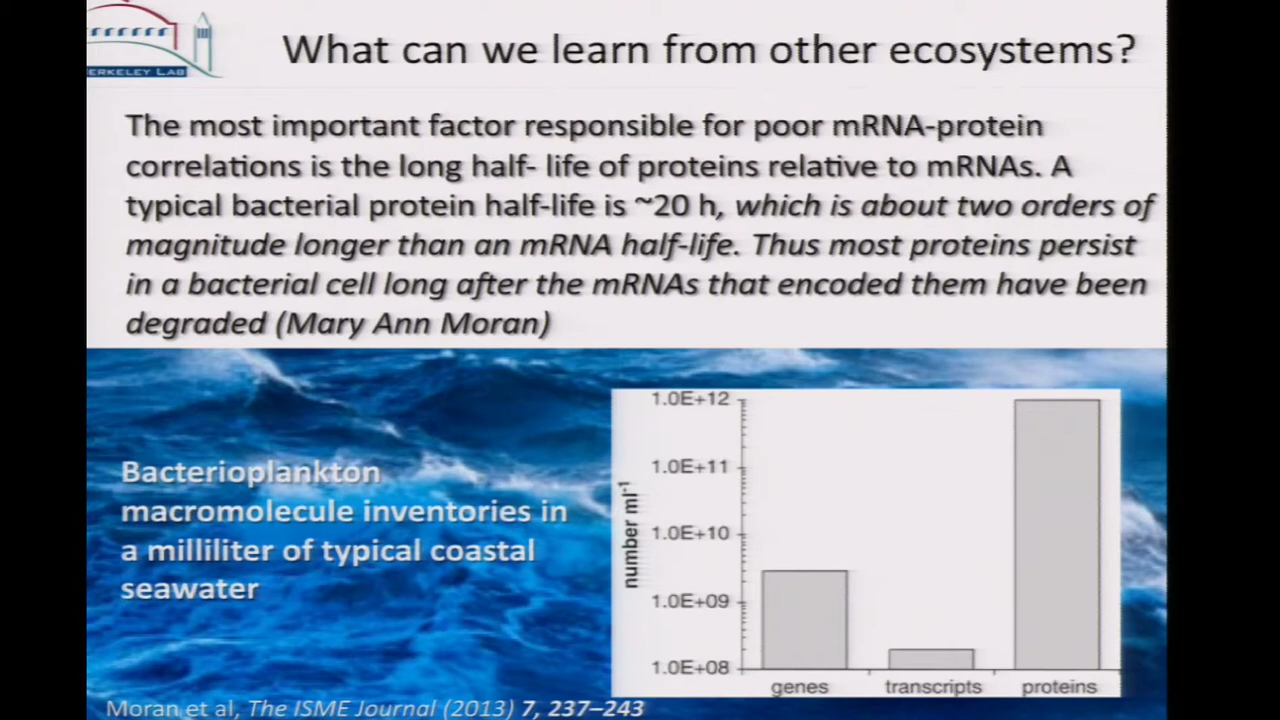 What can we learn from other ecosystems?
ERKELEY LAB
The most important factor responsible for poor mRNA-protein
correlations is the long half- life of proteins relative to mRNAs. A
typical bacterial protein half-life is ~20 h, which is about two orders of
magnitude longer than an mRNA half-life. Thus most proteins persist
in a bacterial cell long after the mRNAs that encoded them have been
degraded (Mary Ann Moran)
Bacterioplankton
macromolecule inventories in
a milliliter of typical coastal
seawater
number ml-1
1.0E+12
1.0E+11
1.0E+10
1.0E+09
1.0E+08
genes transcripts proteins
Moran et al, The ISME Journal (2013) 7, 237–243